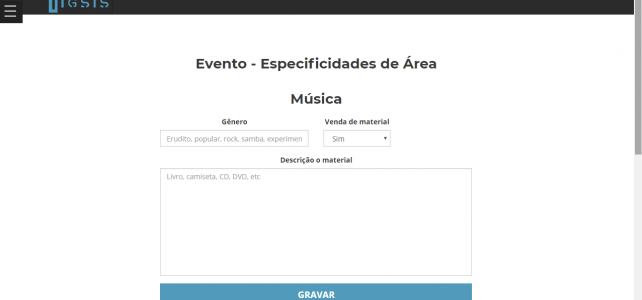 IGSIS
Evento - Especificidades de Área
Música
Gênero Venda de material
Erudito, popular, rock, samba, experimen Sim
Descrição o material
Livro, camiseta, CD, DVD, etc
GRAVAR